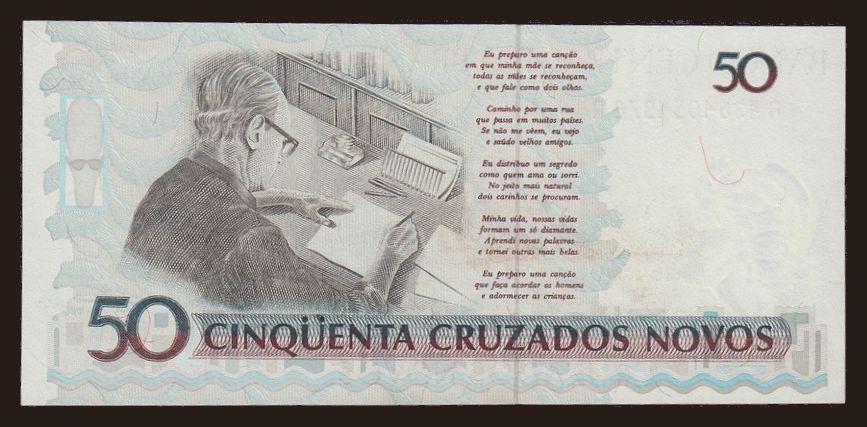 Eu preparo uma canção
em que minha mãe se reconheça,
todas as mães se reconheçam,
e que fale como dois olhos.
Caminho por uma rua
que passa em muitos países.
Se não me vêem, eu vejo
e saúdo velhos amigos.
Eu distribuo um segredo
como quem ama ou sorri.
No jeito mais natural
dois carinhos se procuram.
Minha vida, nossas vidas
formam um só diamante.
Aprendi novas palavras
e tornei outras mais belas.
Eu preparo uma canção
que faça acordar os homens
e adormecer as crianças.
50
50 CINQÜENTA CRUZADOS NOVOS